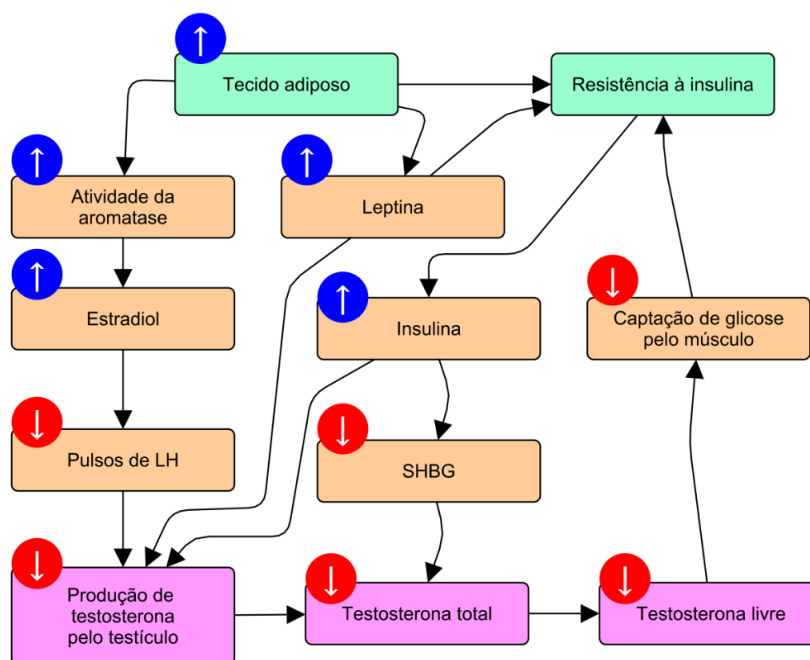 Tecido adiposo
Resistência à insulina
Atividade da
aromatase
Leptina
Estradiol
Insulina
Captação de glicose
pelo músculo
Pulsos de LH
SHBG
Produção de
testosterona
pelo testículo
Testosterona total
Testosterona livre